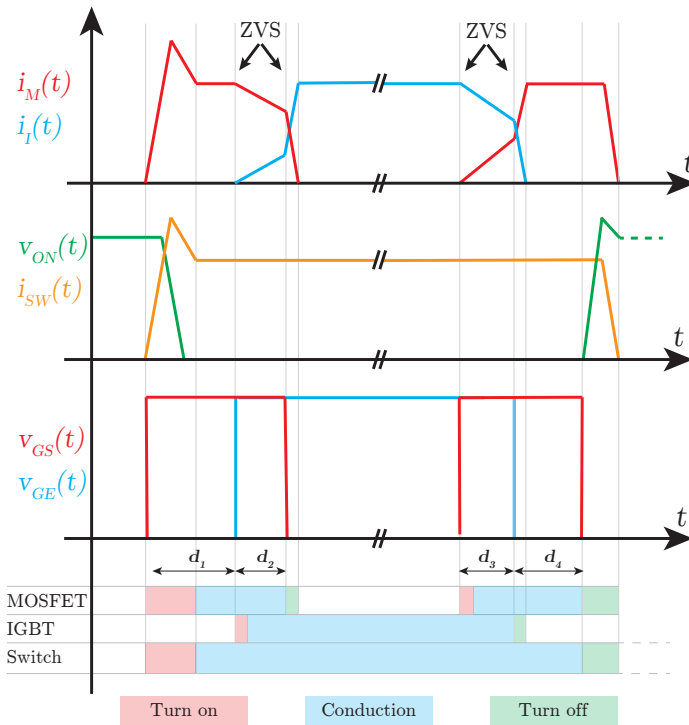 ZVS ZVS
i_M(t)
i_I(t)
t
v_ON(t)
i_SW(t)
t
v_GS(t)
v_GE(t)
t
d_1 d_2 d_3 d_4
MOSFET
IGBT
Switch
Turn on Conduction Turn off